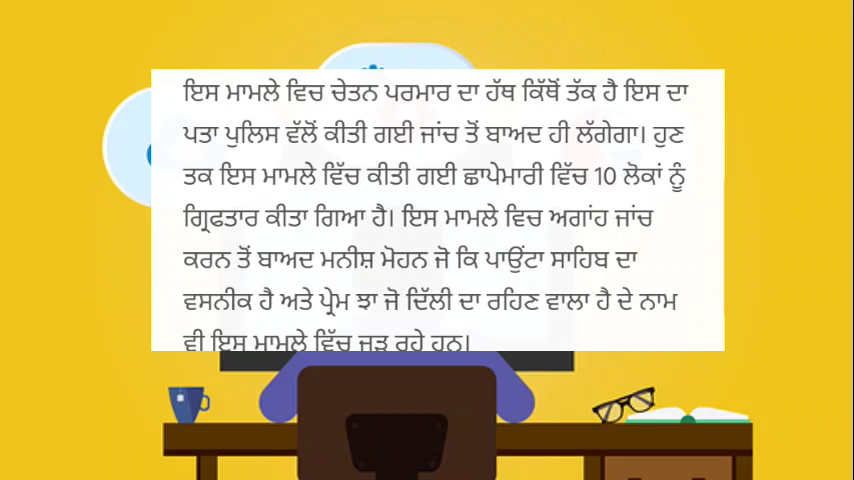 ਇਸ ਮਾਮਲੇ ਵਿਚ ਚੇਤਨ ਪਰਮਾਰ ਦਾ ਹੱਥ ਕਿੱਥੋਂ ਤੱਕ ਹੈ ਇਸ ਦਾ
ਪਤਾ ਪੁਲਿਸ ਵੱਲੋਂ ਕੀਤੀ ਗਈ ਜਾਂਚ ਤੋਂ ਬਾਅਦ ਹੀ ਲੱਗੇਗਾ। ਹੁਣ
ਤਕ ਇਸ ਮਾਮਲੇ ਵਿੱਚ ਕੀਤੀ ਗਈ ਛਾਪੇਮਾਰੀ ਵਿੱਚ 10 ਲੋਕਾਂ ਨੂੰ
ਗ੍ਰਿਫਤਾਰ ਕੀਤਾ ਗਿਆ ਹੈ। ਇਸ ਮਾਮਲੇ ਵਿਚ ਅਗਾਂਹ ਜਾਂਚ
ਕਰਨ ਤੋਂ ਬਾਅਦ ਮਨੀਸ਼ ਮੋਹਨ ਜੋ ਕਿ ਪਾਉਂਟਾ ਸਾਹਿਬ ਦਾ
ਵਸਨੀਕ ਹੈ ਅਤੇ ਪ੍ਰੇਮ ਝਾ ਜੋ ਦਿੱਲੀ ਦਾ ਰਹਿਣ ਵਾਲਾ ਹੈ ਦੇ ਨਾਮ
ਵੀ ਇਸ ਮਾਮਲੇ ਵਿੱਚ ਜੁੜ ਰਹੇ ਹਨ।